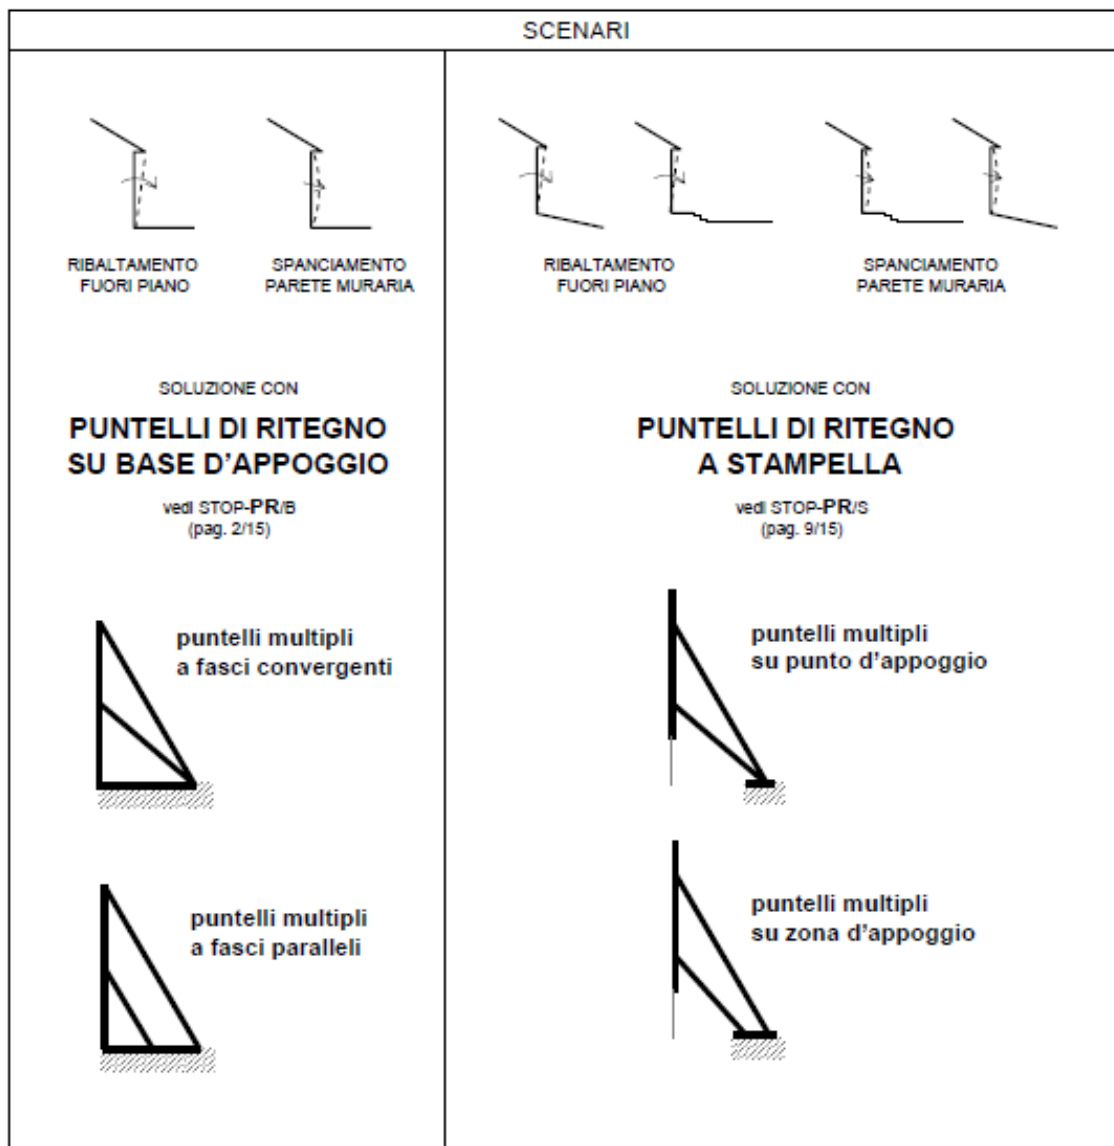 SCENARI
RIBALTAMENTO
FUORI PIANO
SPANCIAMENTO
PARETE MURARIA
SOLUZIONE CON
PUNTELLI DI RITEGNO
SU BASE D'APPOGGIO
vedi STOP-PR/B
(pag. 2/15)
puntelli multipli
a fasci convergenti
puntelli multipli
a fasci paralleli
RIBALTAMENTO
FUORI PIANO
SPANCIAMENTO
PARETE MURARIA
SOLUZIONE CON
PUNTELLI DI RITEGNO
A STAMPELLA
vedi STOP-PR/S
(pag. 9/15)
puntelli multipli
su punto d'appoggio
puntelli multipli
su zona d'appoggio